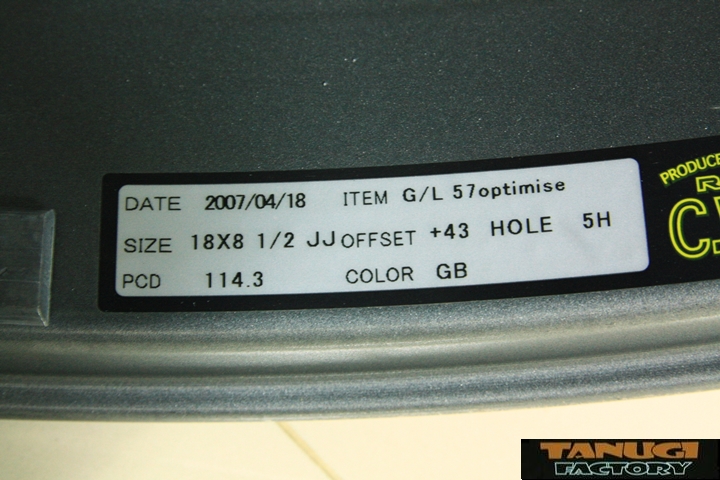 DATE 2007/04/18 ITEM G/L 57optimise
SIZE 18X8 1/2 JJ OFFSET +43 HOLE 5H
PCD 114.3 COLOR GB
TANUGI
FACTORY